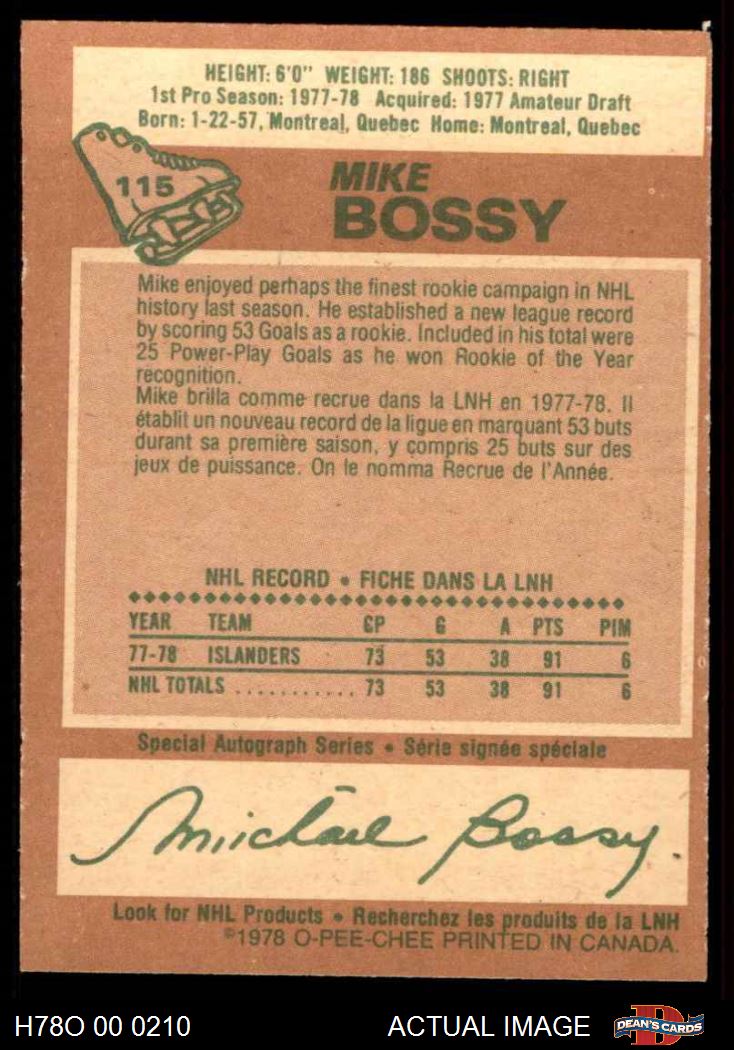 HEIGHT: 6'0" WEIGHT: 186 SHOOTS: RIGHT
1st Pro Season: 1977-78 Acquired: 1977 Amateur Draft
Born: 1-22-57, Montreal, Quebec Home: Montreal, Quebec
115
MIKE
BOSSY
Mike enjoyed perhaps the finest rookie campaign in NHL
history last season. He established a new league record
by scoring 53 Goals as a rookie. Included in his total were
25 Power-Play Goals as he won Rookie of the Year
recognition.
Mike brilla comme recrue dans la LNH en 1977-78. Il
établit un nouveau record de la ligue en marquant 53 buts
durant sa première saison, y compris 25 buts sur des
jeux de puissance. On le nomma Recrue de l'Année.
NHL RECORD • FICHE DANS LA LNH
YEAR TEAM GP G A PTS PIM
77-78 ISLANDERS 73 53 38 91 6
NHL TOTALS ........... 73 53 38 91 6
Special Autograph Series • Série signée spéciale
Michael Bossy
Look for NHL Products • Recherchez les produits de la LNH
©1978 O-PEE-CHEE PRINTED IN CANADA.
H78O 00 0210 ACTUAL IMAGE D DEAN'S CARDS